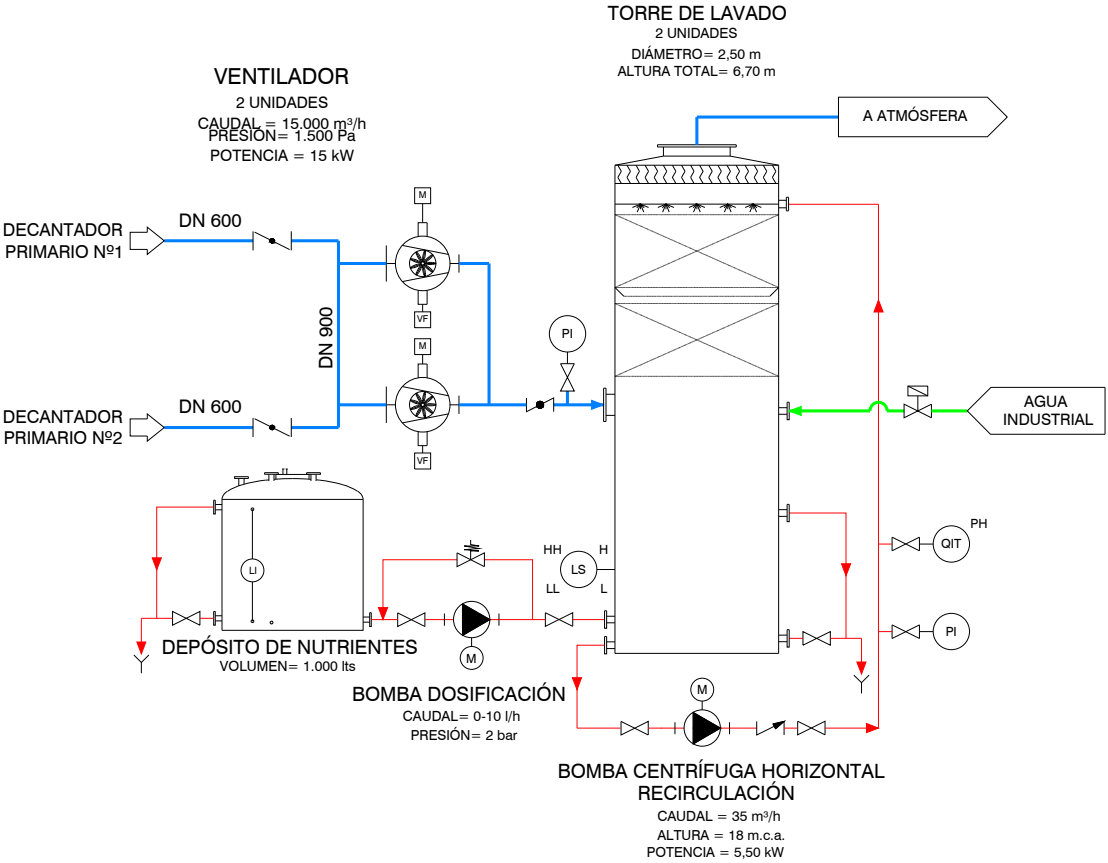 TORRE DE LAVADO
2 UNIDADES
DIÁMETRO= 2,50 m
ALTURA TOTAL= 6,70 m
VENTILADOR
2 UNIDADES
CAUDAL = 15.000 m³/h
PRESIÓN= 1.500 Pa
POTENCIA = 15 kW
A ATMÓSFERA
M
DECANTADOR
PRIMARIO Nº1
DN 600
VF
DN 900
PI
M
DECANTADOR
PRIMARIO Nº2
DN 600
VF
AGUA
INDUSTRIAL
PH
QIT
HH
H
LS
LL
L
LI
PI
DEPÓSITO DE NUTRIENTES
VOLUMEN= 1.000 lts
M
BOMBA DOSIFICACIÓN
CAUDAL= 0-10 l/h
PRESIÓN= 2 bar
M
BOMBA CENTRÍFUGA HORIZONTAL
RECIRCULACIÓN
CAUDAL = 35 m³/h
ALTURA = 18 m.c.a.
POTENCIA = 5,50 kW